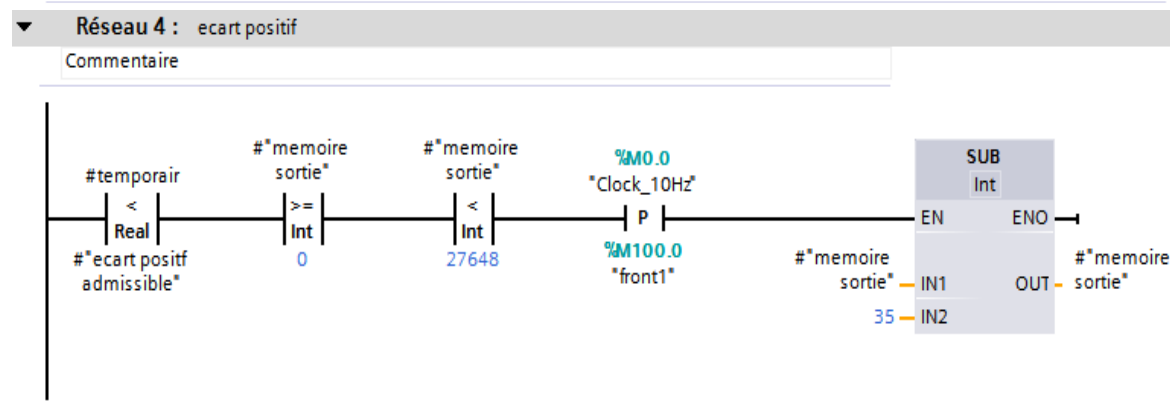 Réseau 4 : ecart positif
Commentaire
#temporair
<
Real
#"ecart positf
admissible"
#"memoire
sortie"
>=
Int
0
#"memoire
sortie"
<
Int
27648
%M0.0
"Clock_10Hz"
P
%M100.0
"front1"
SUB
Int
EN ENO
#"memoire
sortie" IN1
35 IN2
OUT #"memoire
sortie"